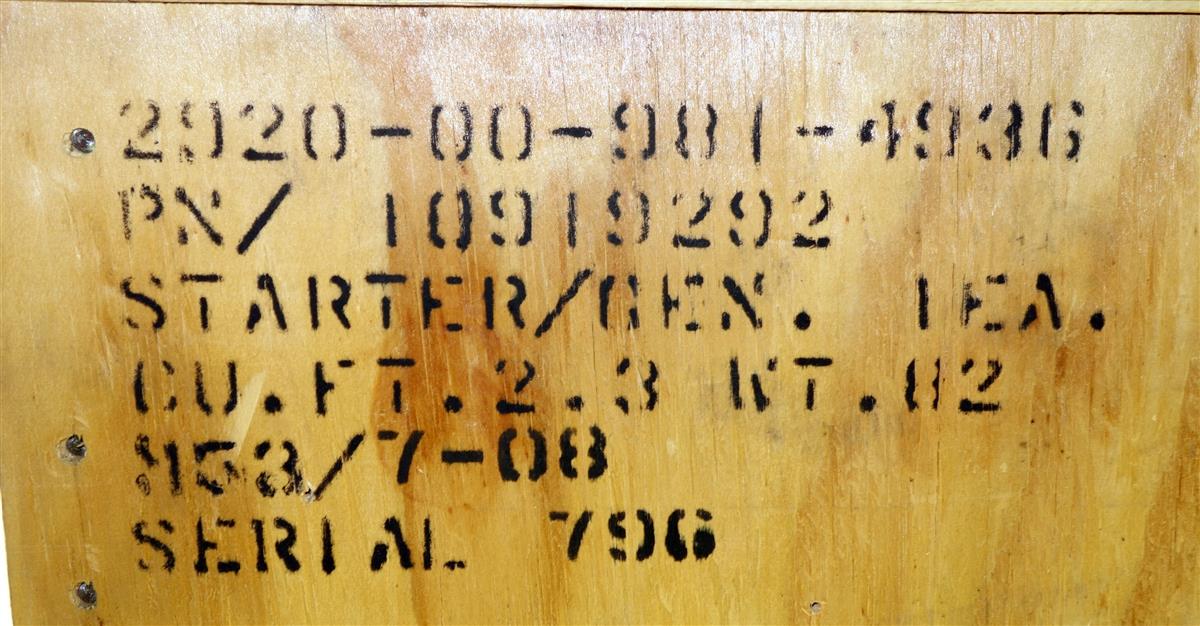 2920-00-981-4936
PN/ 10919292
STARTER/GEN. 1EA.
CU.FT.2.3 WT.82
M53/7-08
SERIAL 796